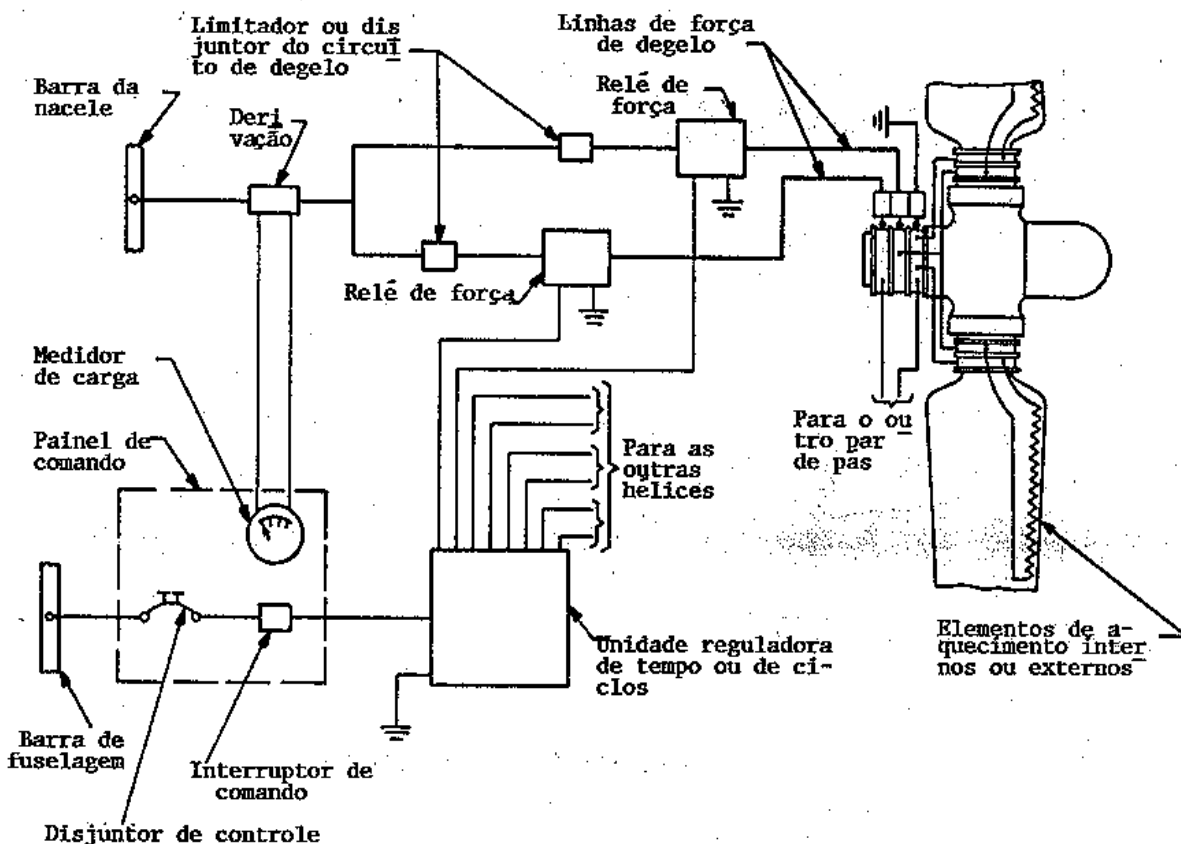 Limitador ou dis
juntor do circui
to de degelo
Linhas de força
de degelo
Barra da
nacele
Deri
vação
Relé de
força
Relé de força
Medidor
de carga
Painel de
comando
Para as
outras
helices
Para o ou
tro par
de pas
Unidade reguladora
de tempo ou de ci-
clos
Elementos de a-
quecimento inter
nos ou externos
Barra de
fuselagem
Interruptor de
comando
Disjuntor de controle